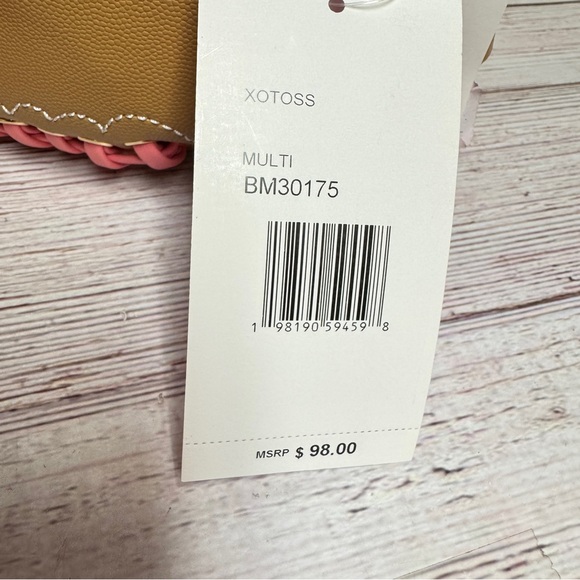 XOTOSS
MULTI
BM30175
1 98190 59459 8
MSRP $ 98.00